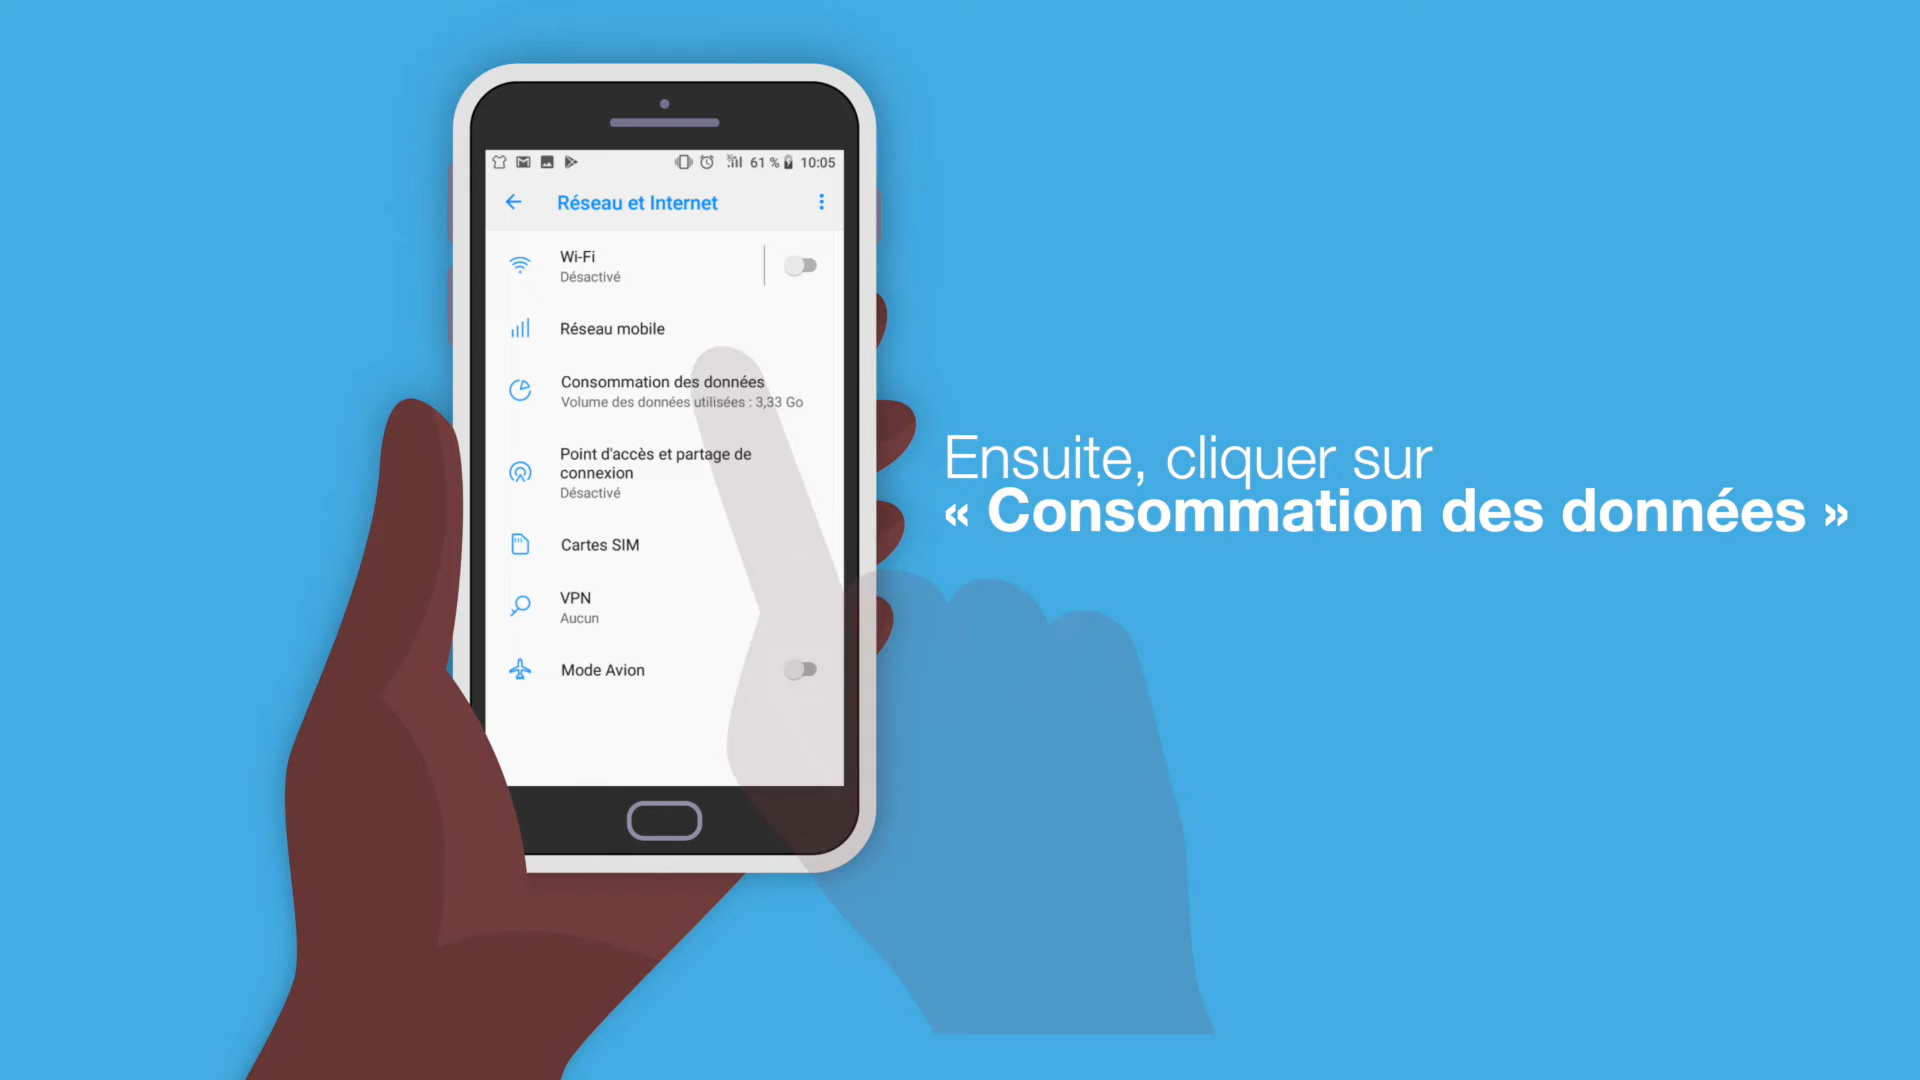 61 % 10:05
Réseau et Internet
Wi-Fi
Désactivé
Réseau mobile
Consommation des données
Volume des données utilisées : 3,33 Go
Point d'accès et partage de
connexion
Désactivé
Cartes SIM
VPN
Aucun
Mode Avion
Ensuite, cliquer sur
« Consommation des données »